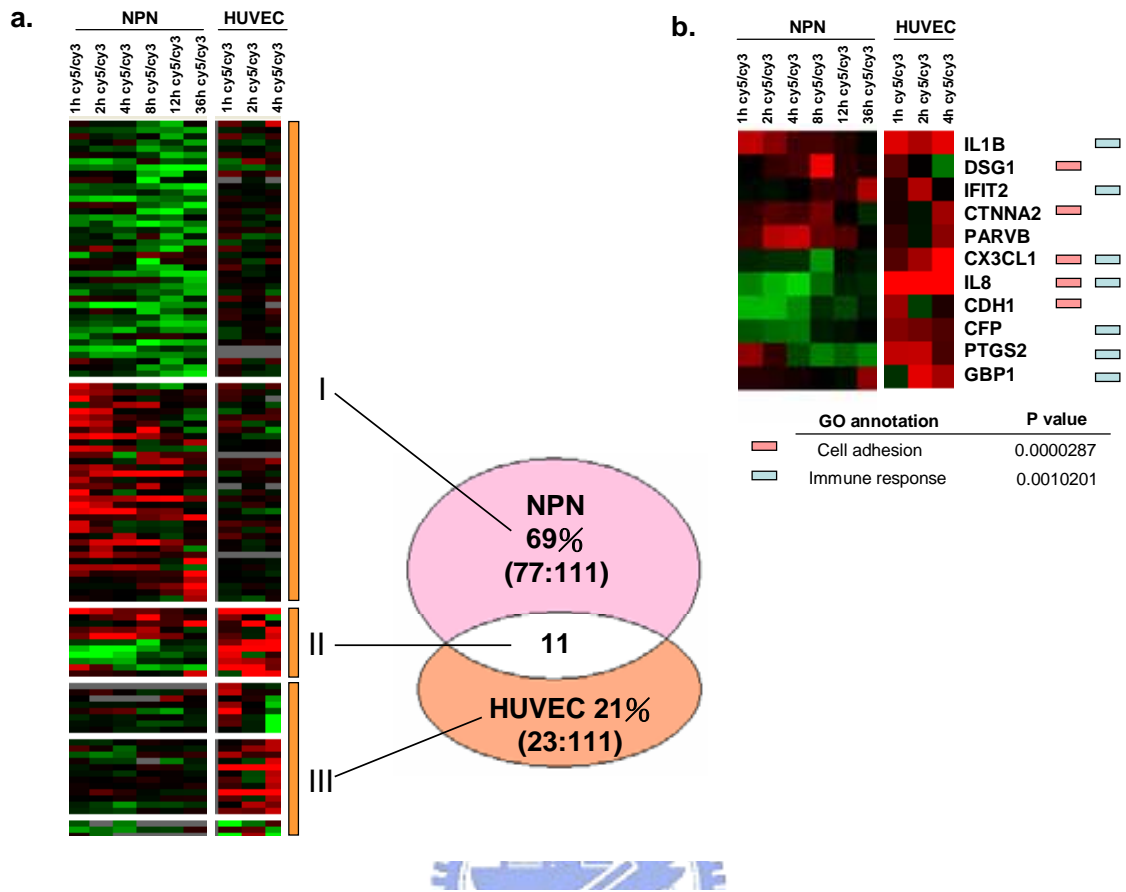 a.
NPN
HUVEC
1h cy5/cy3
2h cy5/cy3
4h cy5/cy3
8h cy5/cy3
12h cy5/cy3
36h cy5/cy3
1h cy5/cy3
2h cy5/cy3
4h cy5/cy3
I
II
III
NPN
69%
(77:111)
11
HUVEC 21%
(23:111)
b.
NPN
HUVEC
1h cy5/cy3
2h cy5/cy3
4h cy5/cy3
8h cy5/cy3
12h cy5/cy3
36h cy5/cy3
1h cy5/cy3
2h cy5/cy3
4h cy5/cy3
IL1B
DSG1
IFIT2
CTNNA2
PARVB
CX3CL1
IL8
CDH1
CFP
PTGS2
GBP1
GO annotation P value
Cell adhesion 0.0000287
Immune response 0.0010201